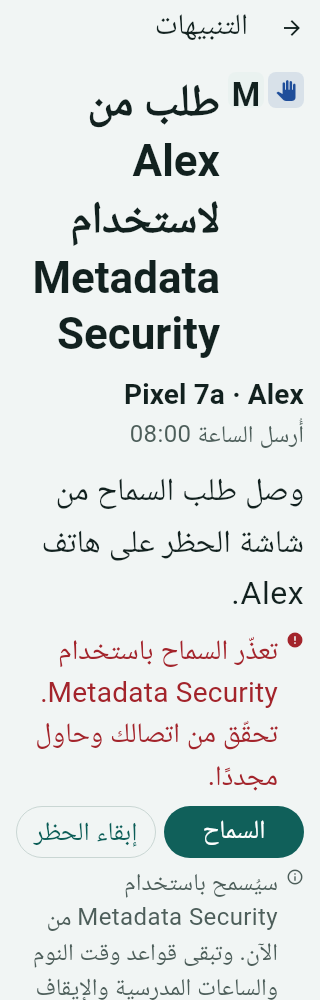 التنبيهات
M
طلب من
Alex
لاستخدام
Metadata
Security
Pixel 7a · Alex
أرسل الساعة 08:00
وصل طلب السماح من
شاشة الحظر على هاتف
Alex.
تعذّر السماح باستخدام
Metadata Security.
تحقّق من اتصالك وحاول
مجددًا.
السماح
إبقاء الحظر
سيُسمح باستخدام
Metadata Security من
الآن. وتبقى قواعد وقت النوم
والساعات المدرسية والإيقاف